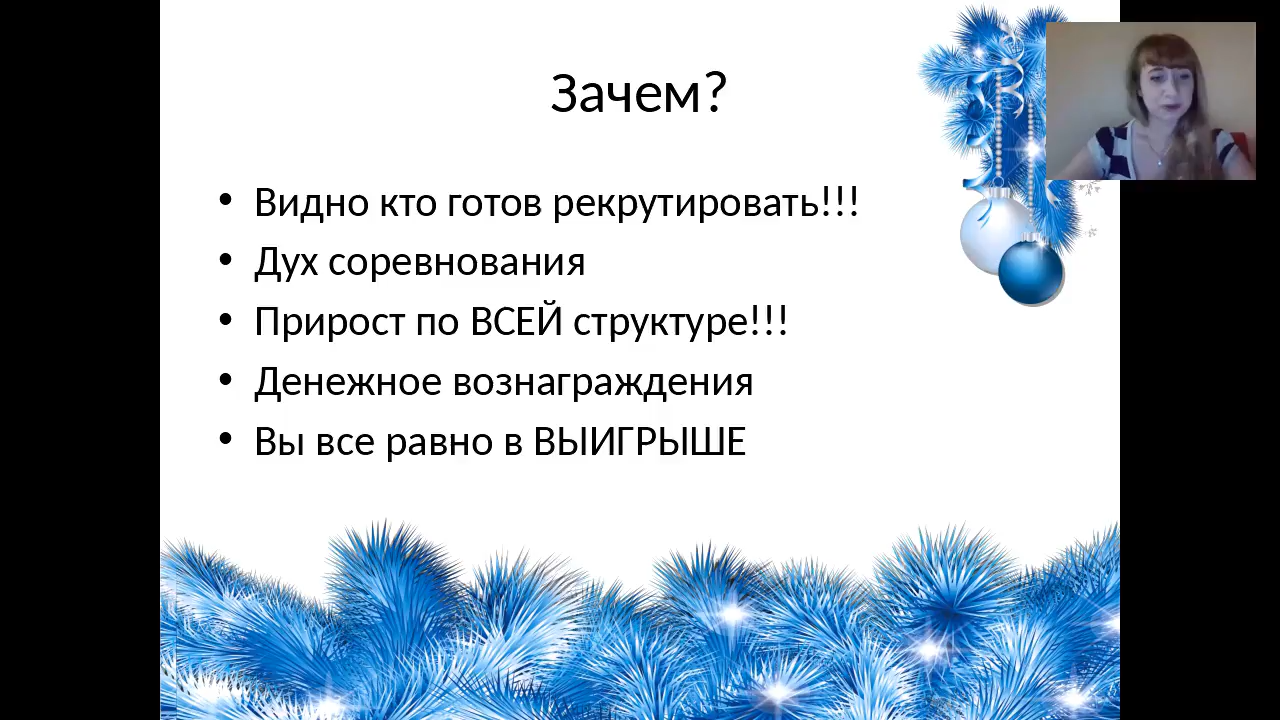 Зачем?
• Видно кто готов рекрутировать!!!
• Дух соревнования
• Прирост по ВСЕЙ структуре!!!
• Денежное вознаграждения
• Вы все равно в ВЫИГРЫШЕ